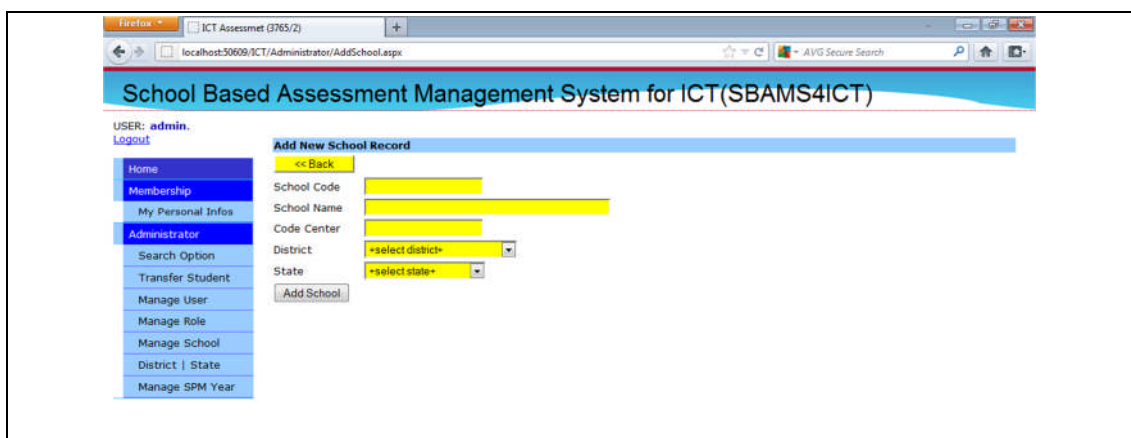 Firefox
ICT Assessmet (3765/2)
+
localhost:50609/ICT/Administrator/AddSchool.aspx
AVG Secure Search
School Based Assessment Management System for ICT(SBAMS4ICT)
USER: admin.
Logout
Add New School Record
<< Back
Home
Membership
My Personal Infos
Administrator
Search Option
Transfer Student
Manage User
Manage Role
Manage School
District | State
Manage SPM Year
School Code
School Name
Code Center
District
+select district+
State
+select state+
Add School